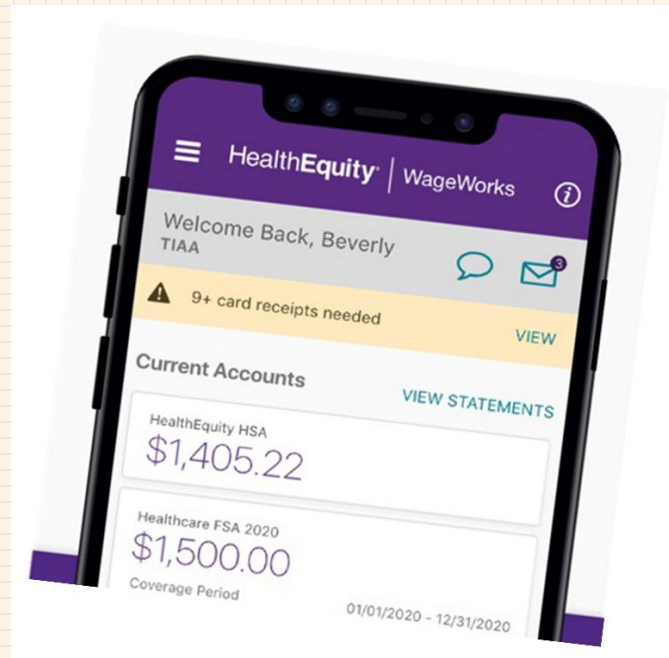 HealthEquity | WageWorks
Welcome Back, Beverly
TIAA
3
9+ card receipts needed
VIEW
Current Accounts
VIEW STATEMENTS
HealthEquity HSA
$1,405.22
Healthcare FSA 2020
$1,500.00
Coverage Period
01/01/2020 - 12/31/2020